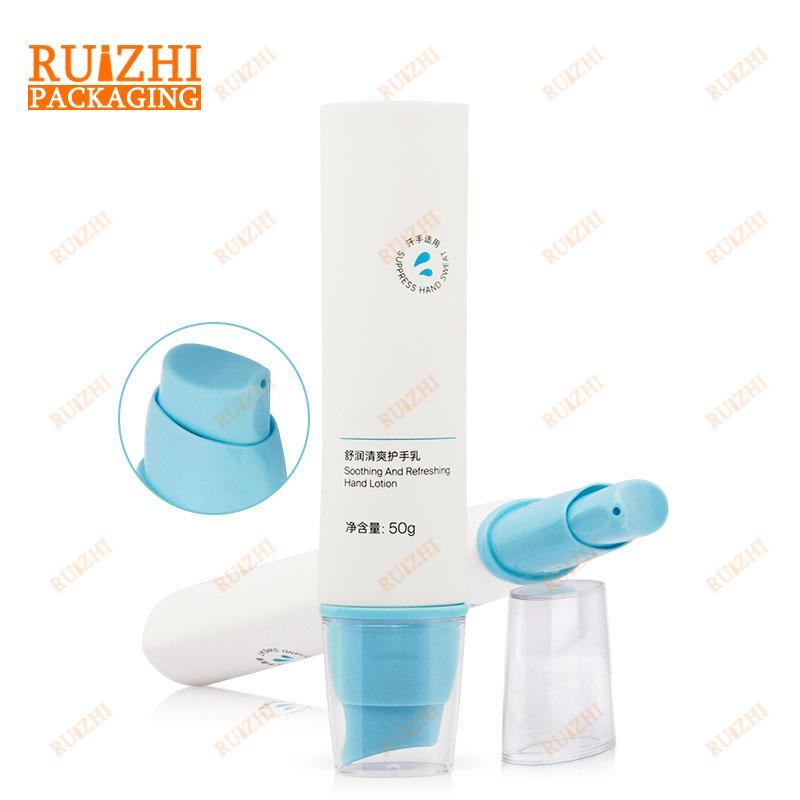 RUIZHI
PACKAGING
汗手适用
SUPPRESS HAND SWEAT
舒润清爽护手乳
Soothing And Refreshing
Hand Lotion
净含量: 50g
RUIZHI